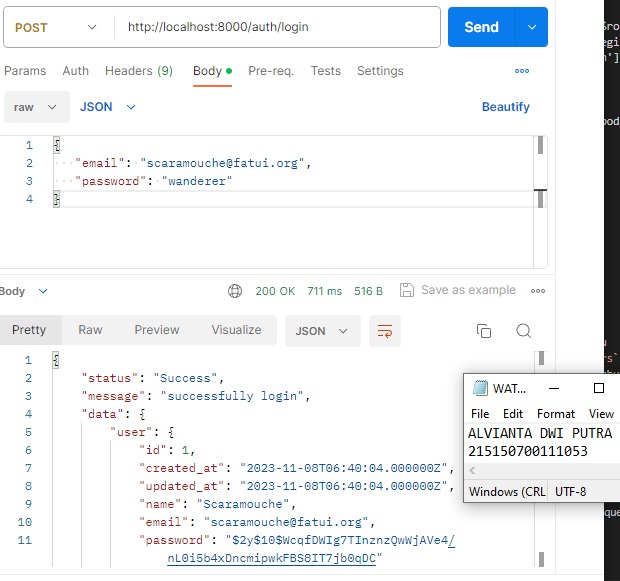 POST http://localhost:8000/auth/login Send
Params Auth Headers (9) Body Pre-req. Tests Settings
raw JSON Beautify
1 {
2 "email": "scaramouche@fatui.org",
3 "password": "wanderer"
4 }
Body 200 OK 711 ms 516 B Save as example
Pretty Raw Preview Visualize JSON
1 {
2 "status": "Success",
3 "message": "successfully login",
4 "data": {
5 "user": {
6 "id": 1,
7 "created_at": "2023-11-08T06:40:04.000000Z",
8 "updated_at": "2023-11-08T06:40:04.000000Z",
9 "name": "Scaramouche",
10 "email": "scaramouche@fatui.org",
11 "password": "$2y$10$WcqfDWIg7TInznzQwWjAVe4/
nL0i5b4xDncmipwkFBS8IT7jb0qDC"
WAT...
File Edit Format View
ALVIANTA DWI PUTRA
215150700111053
Windows (CRL UTF-8